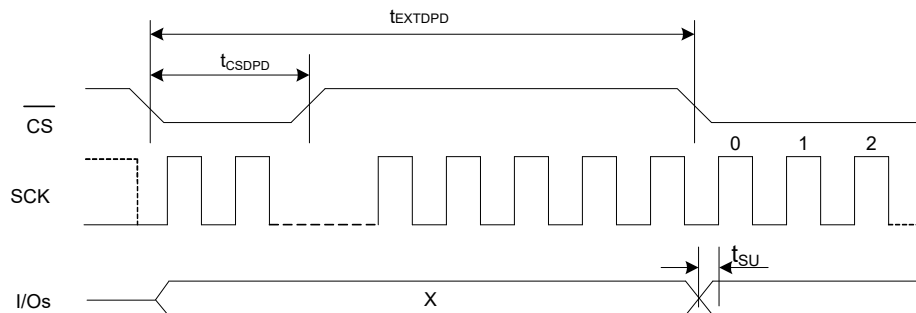 tEXTDPD
tCSDPD
CS
0 1 2
SCK
tSU
I/Os
X